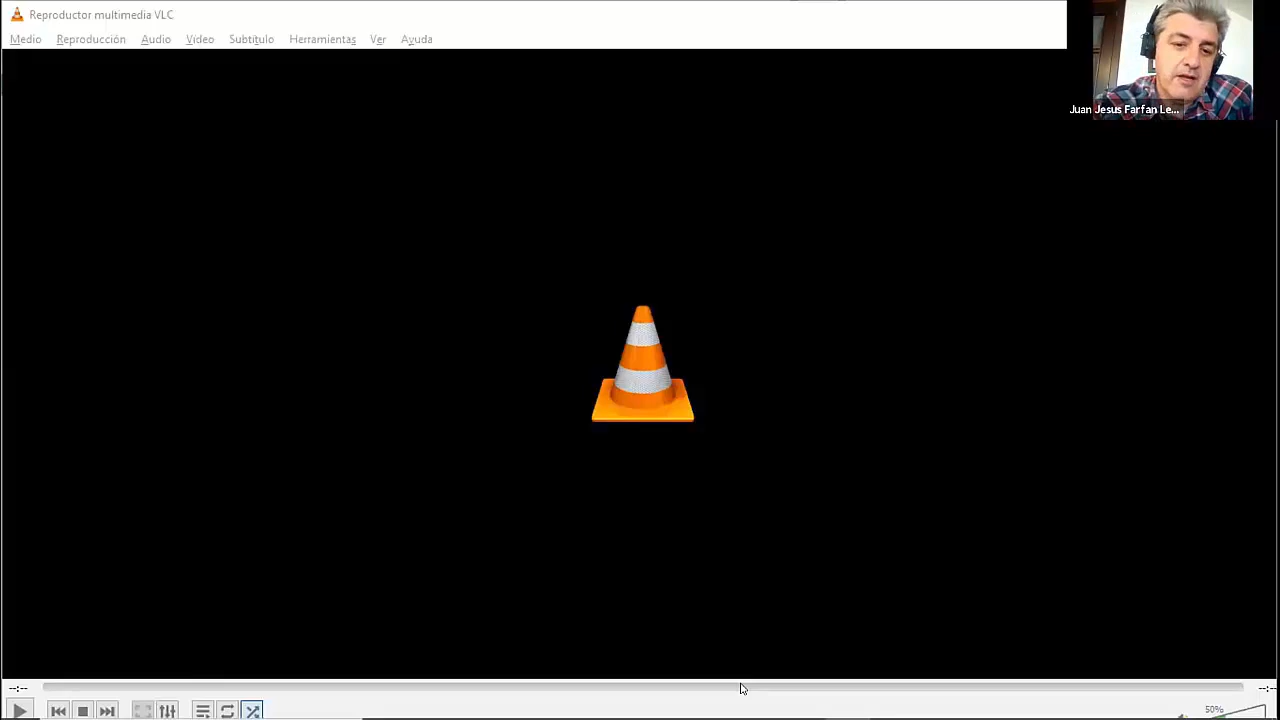 Reproductor multimedia VLC
Medio Reproducción Audio Vídeo Subtítulo Herramientas Ver Ayuda
Juan Jesus Farfan Le...
--:-- --:--
50%